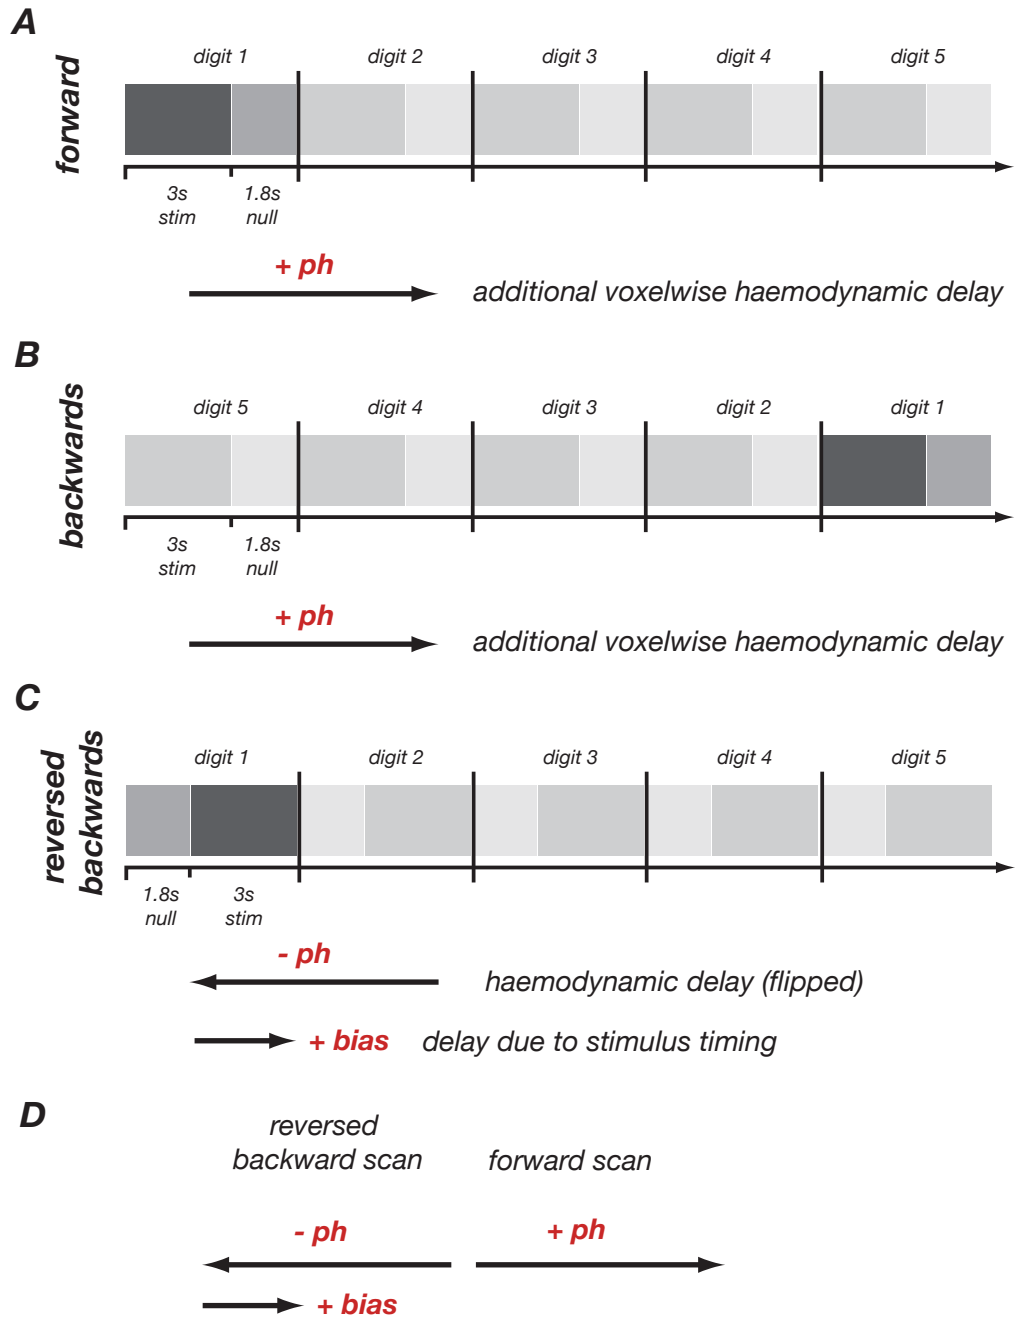 A
forward
digit 1 digit 2 digit 3 digit 4 digit 5
3s 1.8s
stim null
+ ph
additional voxelwise haemodynamic delay
B
backwards
digit 5 digit 4 digit 3 digit 2 digit 1
3s 1.8s
stim null
+ ph
additional voxelwise haemodynamic delay
C
reversed
backwards
digit 1 digit 2 digit 3 digit 4 digit 5
1.8s 3s
null stim
- ph
haemodynamic delay (flipped)
+ bias delay due to stimulus timing
D
reversed
backward scan forward scan
- ph + ph
+ bias